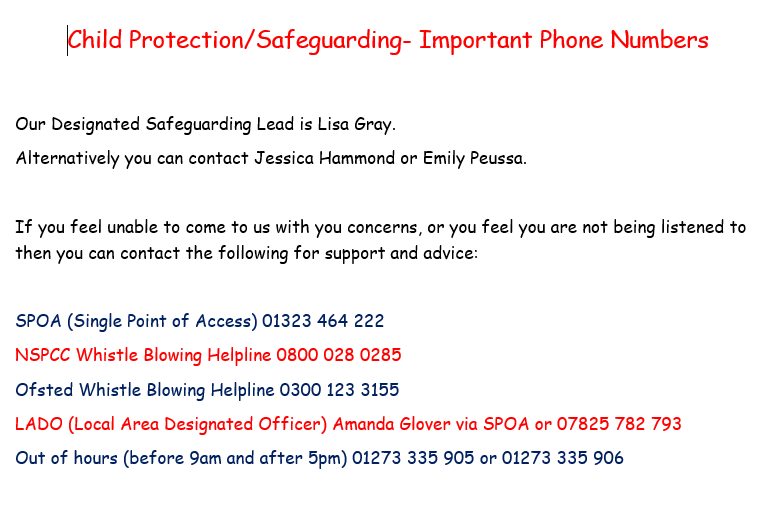 Child Protection/Safeguarding- Important Phone Numbers
Our Designated Safeguarding Lead is Lisa Gray.
Alternatively you can contact Jessica Hammond or Emily Peussa.
If you feel unable to come to us with you concerns, or you feel you are not being listened to
then you can contact the following for support and advice:
SPOA (Single Point of Access) 01323 464 222
NSPCC Whistle Blowing Helpline 0800 028 0285
Ofsted Whistle Blowing Helpline 0300 123 3155
LADO (Local Area Designated Officer) Amanda Glover via SPOA or 07825 782 793
Out of hours (before 9am and after 5pm) 01273 335 905 or 01273 335 906